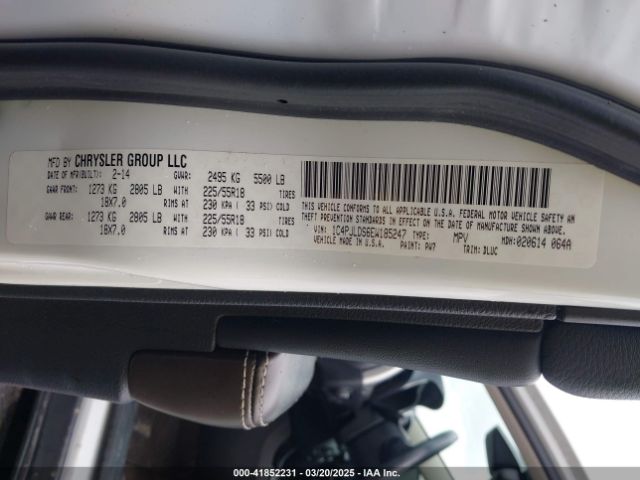 MFD BY CHRYSLER GROUP LLC
DATE OF MFR(BUILT): 2-14 GVWR: 2495 KG 5500 LB
GAWR FRONT: 1273 KG 2805 LB WITH 225/55R18 TIRES
18X7.0 RIMS AT 230 KPA ( 33 PSI) COLD
GAWR REAR: 1273 KG 2805 LB WITH 225/55R18 TIRES
18X7.0 RIMS AT 230 KPA ( 33 PSI) COLD
THIS VEHICLE CONFORMS TO ALL APPLICABLE U.S.A. FEDERAL MOTOR VEHICLE SAFETY AN
THEFT PREVENTION STANDARDS IN EFFECT ON THE DATE OF MANUFACTURE SHOWN ABOVE.
VIN: 1C4PJLDS6EW185247 TYPE: MPV MDH: 020614 064A
VEHICLE MADE IN: U.S.A. PAINT: PW7 TRIM: DLUC
000-41852231 - 03/20/2025 - IAA Inc.